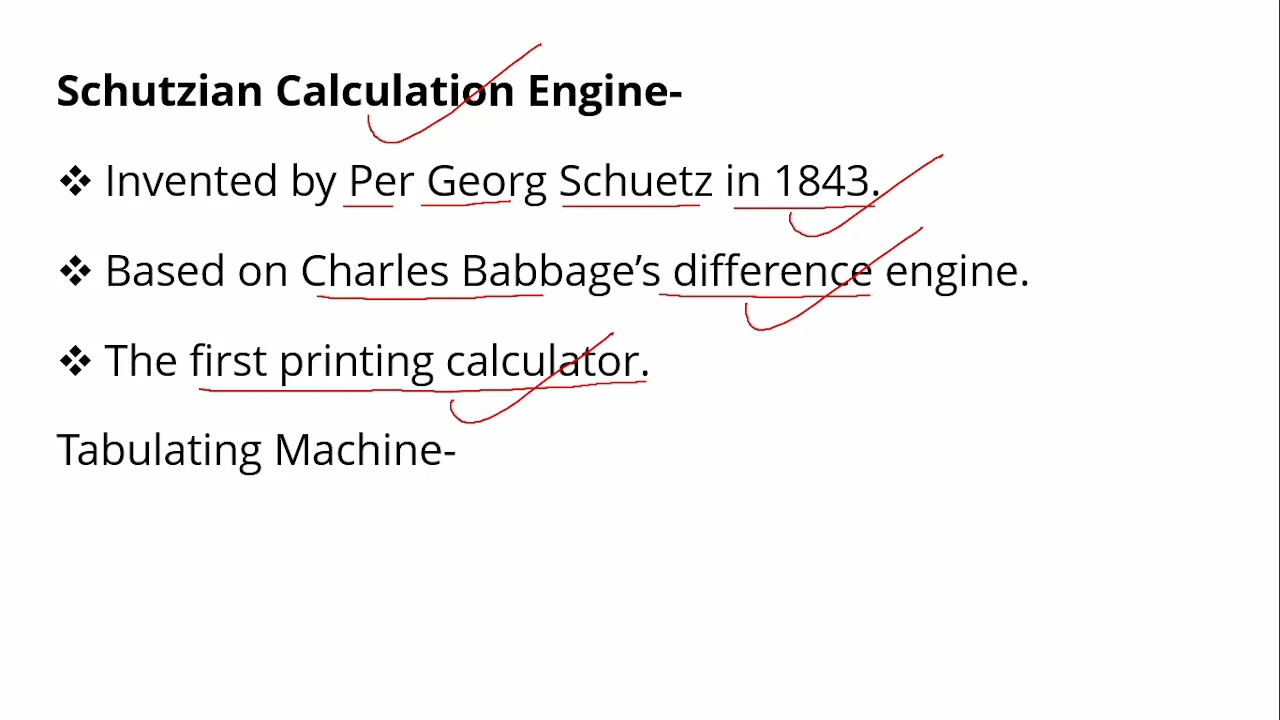 Schutzian Calculation Engine-
❖ Invented by Per Georg Schuetz in 1843.
❖ Based on Charles Babbage’s difference engine.
❖ The first printing calculator.
Tabulating Machine-